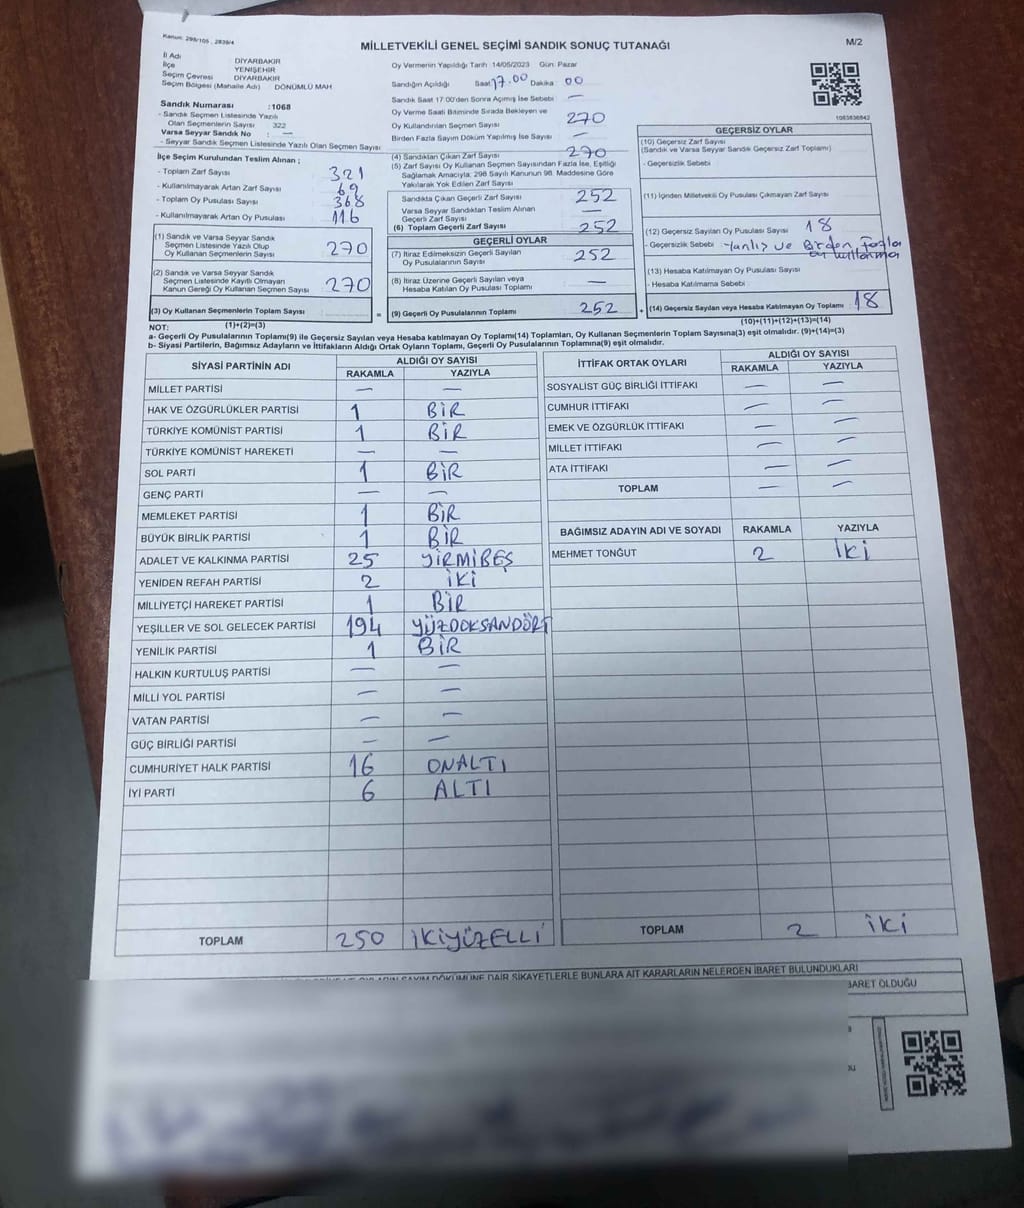 Kanun: 298/105 , 2839/4
MİLLETVEKİLİ GENEL SEÇİMİ SANDIK SONUÇ TUTANAĞI
M/2
İl Adı DİYARBAKIR
İlçe YENİŞEHİR
Seçim Çevresi DİYARBAKIR
Seçim Bölgesi (Mahalle Adı) DÖNÜMLÜ MAH
Sandık Numarası :1068
- Sandık Seçmen Listesinde Yazılı
Olan Seçmenlerin Sayısı 322
Varsa Seyyar Sandık No : —
- Seyyar Sandık Seçmen Listesinde Yazılı Olan Seçmen Sayısı
İlçe Seçim Kurulundan Teslim Alınan ;
- Toplam Zarf Sayısı 321
- Kullanılmayarak Artan Zarf Sayısı
- Toplam Oy Pusulası Sayısı 368
- Kullanılmayarak Artan Oy Pusulası 116
(1) Sandık ve Varsa Seyyar Sandık
Seçmen Listesinde Yazılı Olup
Oy Kullanan Seçmenlerin Sayısı 270
(2) Sandık ve Varsa Seyyar Sandık
Seçmen Listesinde Kayıtlı Olmayan
Kanun Gereği Oy Kullanan Seçmen Sayısı 270
(3) Oy Kullanan Seçmenlerin Toplam Sayısı
(1)+(2)=(3)
Oy Vermenin Yapıldığı Tarih 14/05/2023 Gün: Pazar
Sandığın Açıldığı Saat 17.00 Dakika 00
Sandık Saat 17:00'den Sonra Açımış İse Sebebi —
Oy Verme Saati Bitiminde Sırada Bekleyen ve
Oy Kullandırılan Seçmen Sayısı 270
Birden Fazla Sayım Döküm Yapılmış İse Sayısı —
(4) Sandıktan Çıkan Zarf Sayısı 270
(5) Zarf Sayısı Oy Kullanan Seçmen Sayısından Fazla İse, Eşitliği
Sağlamak Amacıyla; 298 Sayılı Kanunun 98. Maddesine Göre
Yakılarak Yok Edilen Zarf Sayısı
Sandıkta Çıkan Geçerli Zarf Sayısı 252
Varsa Seyyar Sandıktan Teslim Alınan
Geçerli Zarf Sayısı —
(6) Toplam Geçerli Zarf Sayısı 252
GEÇERLİ OYLAR
(7) İtiraz Edilmeksizin Geçerli Sayılan
Oy Pusulalarının Sayısı 252
(8) İtiraz Üzerine Geçerli Sayılan veya
Hesaba Katılan Oy Pusulası Toplamı —
= (9) Geçerli Oy Pusulalarının Toplamı 252 +
1083836842
GEÇERSİZ OYLAR
(10) Geçersiz Zarf Sayısı
(Sandık ve Varsa Seyyar Sandık Geçersiz Zarf Toplamı)
- Geçersizlik Sebebi
(11) İçinden Milletvekili Oy Pusulası Çıkmayan Zarf Sayısı
(12) Geçersiz Sayılan Oy Pusulası Sayısı 18
- Geçersizlik Sebebi Yanlış ve Birden fazla
oy kullanma
(13) Hesaba Katılmayan Oy Pusulası Sayısı
- Hesaba Katılmama Sebebi
(14) Geçersiz Sayılan veya Hesaba Katılmayan Oy Toplamı : 18
(10)+(11)+(12)+(13)=(14)
NOT:
a- Geçerli Oy Pusulalarının Toplamı(9) ile Geçersiz Sayılan veya Hesaba katılmayan Oy Toplamı(14) Toplamları, Oy Kullanan Seçmenlerin Toplam Sayısına(3) eşit olmalıdır. (9)+(14)=(3)
b- Siyasi Partilerin, Bağımsız Adayların ve İttifakların Aldığı Ortak Oyların Toplamı, Geçerli Oy Pusulalarının Toplamına(9) eşit olmalıdır.
SİYASİ PARTİNİN ADI ALDIĞI OY SAYISI
RAKAMLA YAZIYLA
MİLLET PARTİSİ — —
HAK VE ÖZGÜRLÜKLER PARTİSİ 1 BİR
TÜRKİYE KOMÜNİST PARTİSİ 1 BİR
TÜRKİYE KOMÜNİST HAREKETİ — —
SOL PARTİ 1 BİR
GENÇ PARTİ — —
MEMLEKET PARTİSİ 1 BİR
BÜYÜK BİRLİK PARTİSİ 1 BİR
ADALET VE KALKINMA PARTİSİ 25 YİRMİBEŞ
YENİDEN REFAH PARTİSİ 2 İKİ
MİLLİYETÇİ HAREKET PARTİSİ 1 BİR
YEŞİLLER VE SOL GELECEK PARTİSİ 194 YÜZDOKSANDÖRT
YENİLİK PARTİSİ 1 BİR
HALKIN KURTULUŞ PARTİSİ — —
MİLLİ YOL PARTİSİ — —
VATAN PARTİSİ — —
GÜÇ BİRLİĞİ PARTİSİ — —
CUMHURİYET HALK PARTİSİ 16 ONALTI
İYİ PARTİ 6 ALTI
TOPLAM 250 İKİYÜZELLİ
İTTİFAK ORTAK OYLARI ALDIĞI OY SAYISI
RAKAMLA YAZIYLA
SOSYALİST GÜÇ BİRLİĞİ İTTİFAKI — —
CUMHUR İTTİFAKI — —
EMEK VE ÖZGÜRLÜK İTTİFAKI — —
MİLLET İTTİFAKI — —
ATA İTTİFAKI — —
TOPLAM — —
BAĞIMSIZ ADAYIN ADI VE SOYADI RAKAMLA YAZIYLA
MEHMET TONĞUT 2 İKİ
TOPLAM 2 İKİ
SAYIM DÖKÜMÜNE DAİR ŞİKAYETLERLE BUNLARA AİT KARARLARIN NELERDEN İBARET BULUNDUKLARI
OLDUĞU